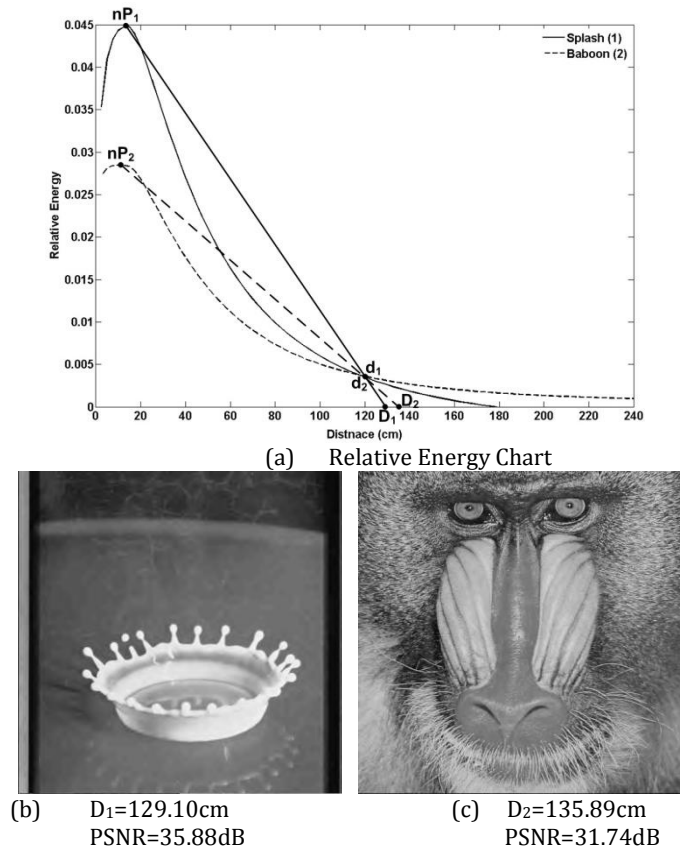 nP1
Splash (1)
Baboon (2)
0.045
0.04
0.035
0.03
nP2
0.025
0.02
0.015
0.01
0.005
0
Relative Energy
d1
d2
D1
D2
0 20 40 60 80 100 120 140 160 180 200 220 240
Distnace (cm)
(a) Relative Energy Chart
(b) D1=129.10cm
PSNR=35.88dB
(c) D2=135.89cm
PSNR=31.74dB